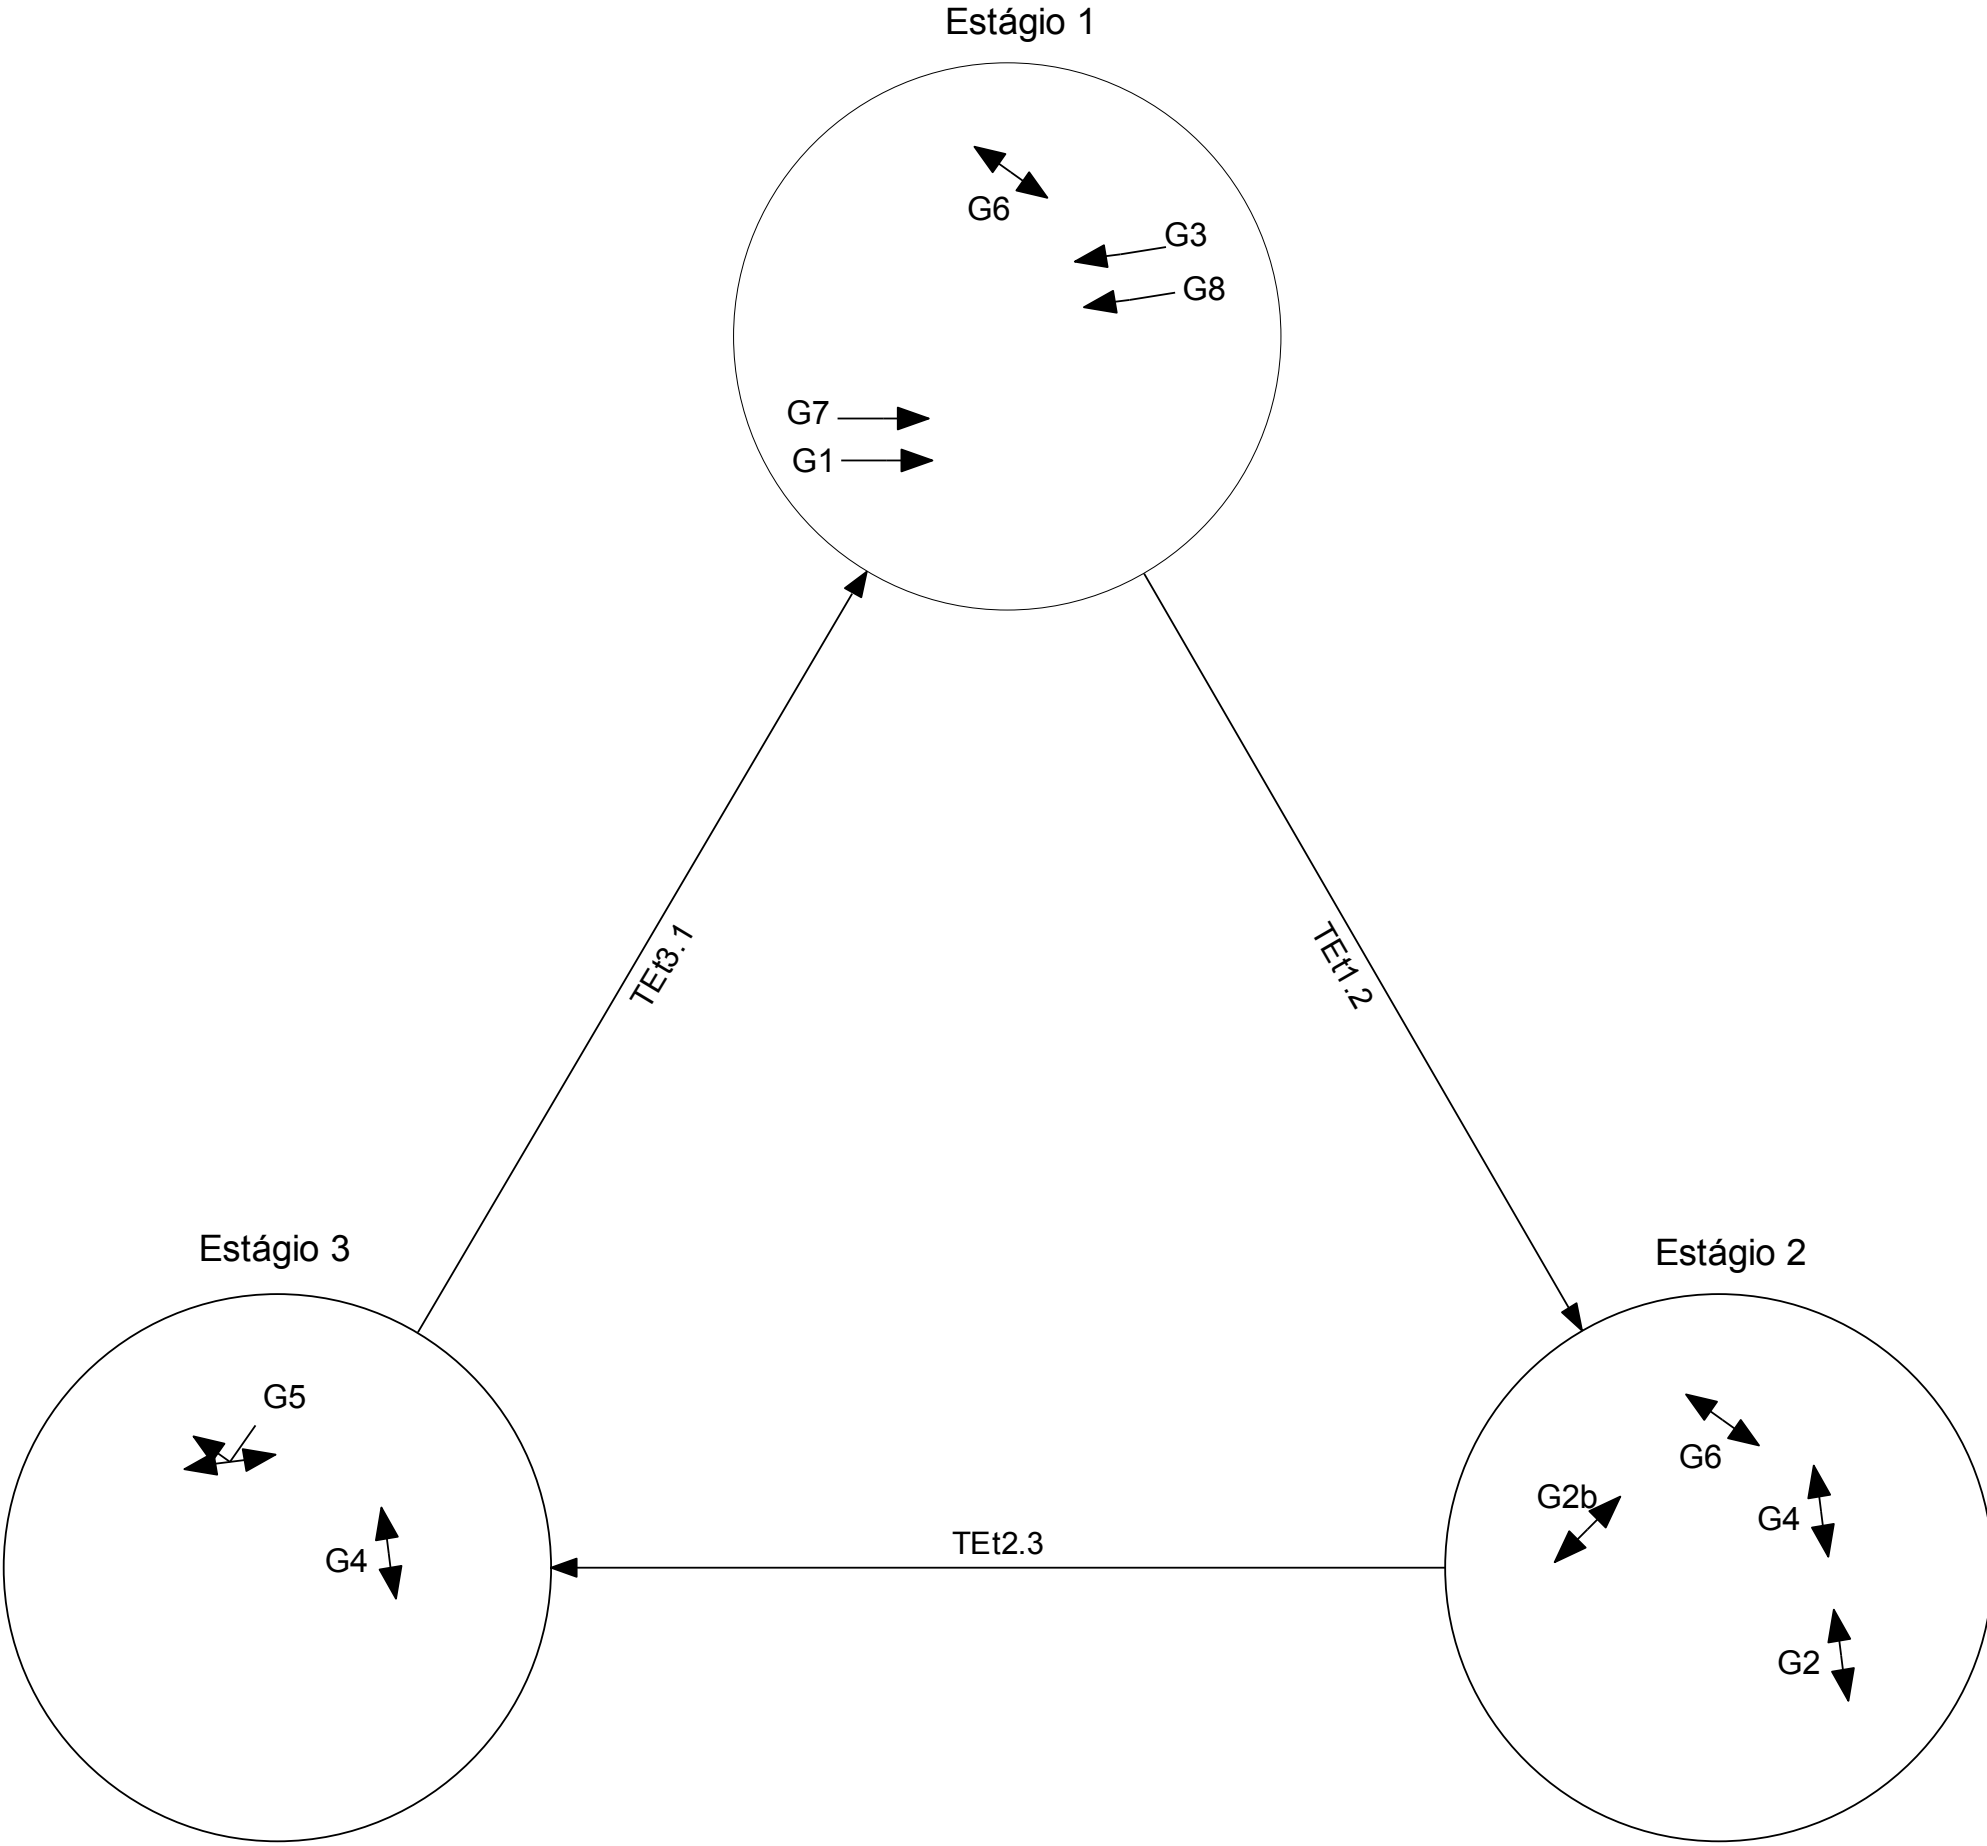 Estágio 1
G6
G3
G8
G7
G1
TEt3.1
TEt1.2
Estágio 3
Estágio 2
G5
G4
TEt2.3
G6
G2b
G4
G2